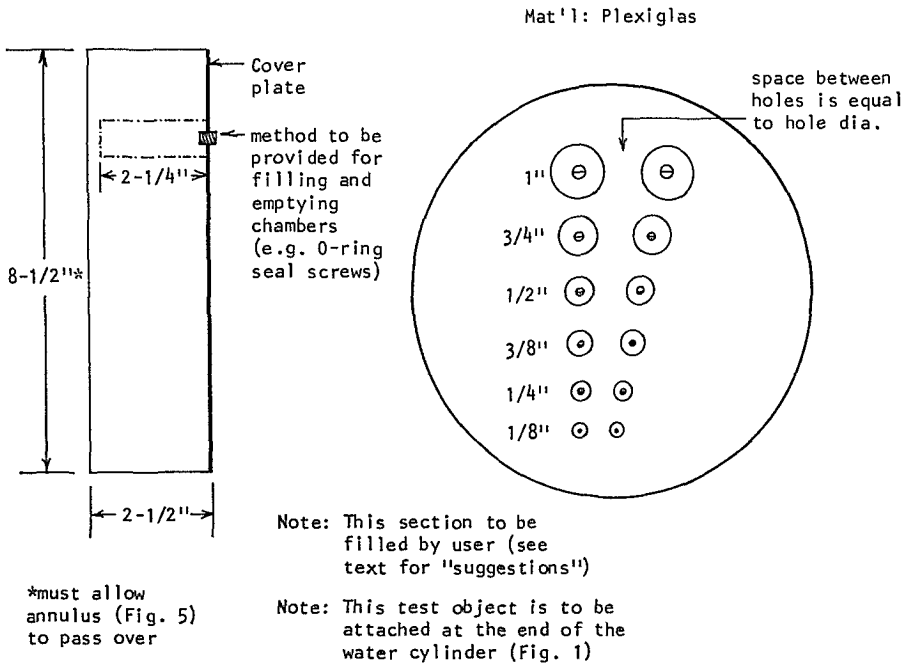 Mat'l: Plexiglas
Cover
plate
method to be
provided for
filling and
emptying
chambers
(e.g. O-ring
seal screws)
2-1/4"
8-1/2"*
2-1/2"
space between
holes is equal
to hole dia.
1"
3/4"
1/2"
3/8"
1/4"
1/8"
Note: This section to be
filled by user (see
text for "suggestions")
Note: This test object is to be
attached at the end of the
water cylinder (Fig. 1)
*must allow
annulus (Fig. 5)
to pass over